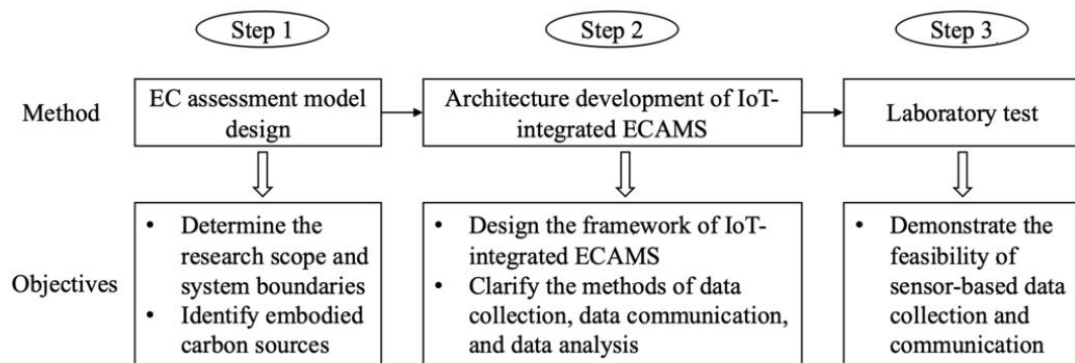 Step 1
Step 2
Step 3
Method
EC assessment model
design
Architecture development of IoT-
integrated ECAMS
Laboratory test
Objectives
• Determine the
research scope and
system boundaries
• Identify embodied
carbon sources
• Design the framework of IoT-
integrated ECAMS
• Clarify the methods of data
collection, data communication,
and data analysis
• Demonstrate the
feasibility of
sensor-based data
collection and
communication